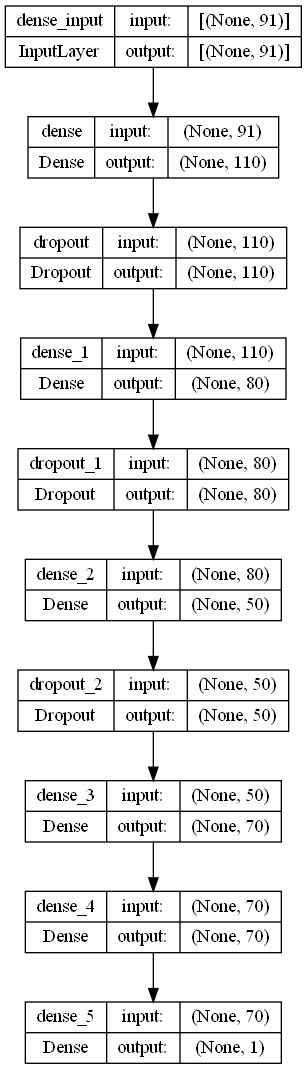 dense_input input: [(None, 91)]
InputLayer output: [(None, 91)]
dense input: (None, 91)
Dense output: (None, 110)
dropout input: (None, 110)
Dropout output: (None, 110)
dense_1 input: (None, 110)
Dense output: (None, 80)
dropout_1 input: (None, 80)
Dropout output: (None, 80)
dense_2 input: (None, 80)
Dense output: (None, 50)
dropout_2 input: (None, 50)
Dropout output: (None, 50)
dense_3 input: (None, 50)
Dense output: (None, 70)
dense_4 input: (None, 70)
Dense output: (None, 70)
dense_5 input: (None, 70)
Dense output: (None, 1)